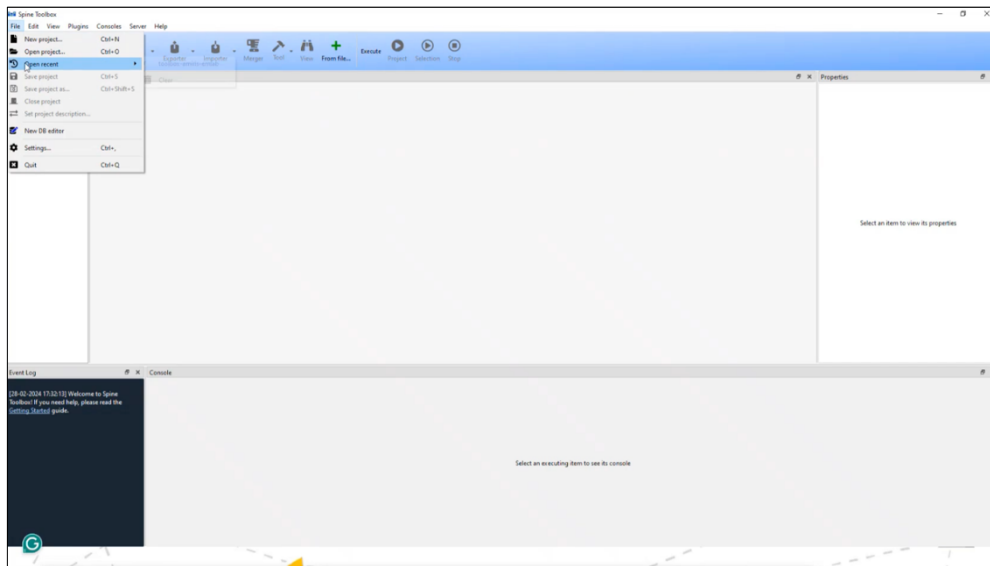 Spine Toolbox
File Edit View Plugins Consoles Server Help
New project... Ctrl+N
Open project... Ctrl+O
Open recent
Save project Ctrl+S
Save project as... Ctrl+Shift+S
Close project
Set project description...
New DB editor
Settings... Ctrl+,
Quit Ctrl+Q
Exporter Importer Merger Tool View From file... Execute Project Selection Stop
Clear
Properties
Select an item to view its properties
Event Log
Console
[28-02-2024 17:32:13] Welcome to Spine
Toolbox! If you need help, please read the
Getting Started guide.
Select an executing item to see its console
G